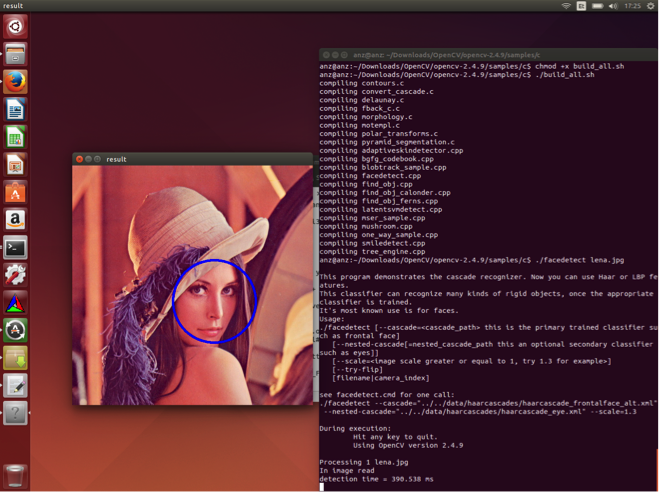 result
17:25
anz@anz: ~/Downloads/OpenCV/opencv-2.4.9/samples/c
anz@anz:~/Downloads/OpenCV/opencv-2.4.9/samples/c$ chmod +x build_all.sh
anz@anz:~/Downloads/OpenCV/opencv-2.4.9/samples/c$ ./build_all.sh
compiling contours.c
compiling convert_cascade.c
compiling delaunay.c
compiling fback_c.c
compiling morphology.c
compiling motempl.c
compiling polar_transforms.c
compiling pyramid_segmentation.c
compiling adaptiveskindetector.cpp
compiling bgfg_codebook.cpp
compiling blobtrack_sample.cpp
compiling facedetect.cpp
compiling find_obj.cpp
compiling find_obj_calonder.cpp
compiling find_obj_ferns.cpp
compiling latentsvmdetect.cpp
compiling mser_sample.cpp
compiling mushroom.cpp
compiling one_way_sample.cpp
compiling smiledetect.cpp
compiling tree_engine.cpp
anz@anz:~/Downloads/OpenCV/opencv-2.4.9/samples/c$ ./facedetect lena.jpg
This program demonstrates the cascade recognizer. Now you can use Haar or LBP fe
atures.
This classifier can recognize many kinds of rigid objects, once the appropriate
classifier is trained.
It's most known use is for faces.
Usage:
./facedetect [--cascade=<cascade_path> this is the primary trained classifier su
ch as frontal face]
[--nested-cascade[=nested_cascade_path this an optional secondary classifier
such as eyes]]
[--scale=<image scale greater or equal to 1, try 1.3 for example>]
[--try-flip]
[filename|camera_index]
see facedetect.cmd for one call:
./facedetect --cascade="../../data/haarcascades/haarcascade_frontalface_alt.xml"
--nested-cascade="../../data/haarcascades/haarcascade_eye.xml" --scale=1.3
During execution:
Hit any key to quit.
Using OpenCV version 2.4.9
Processing 1 lena.jpg
In image read
detection time = 390.538 ms
result